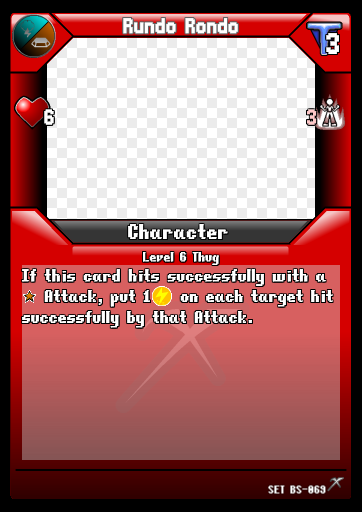 Rundo Rondo
T 3
6
3
Character
Level 6 Thug
If this card hits successfully with a
Attack, put 1 on each target hit
successfully by that Attack.
SET BS-069